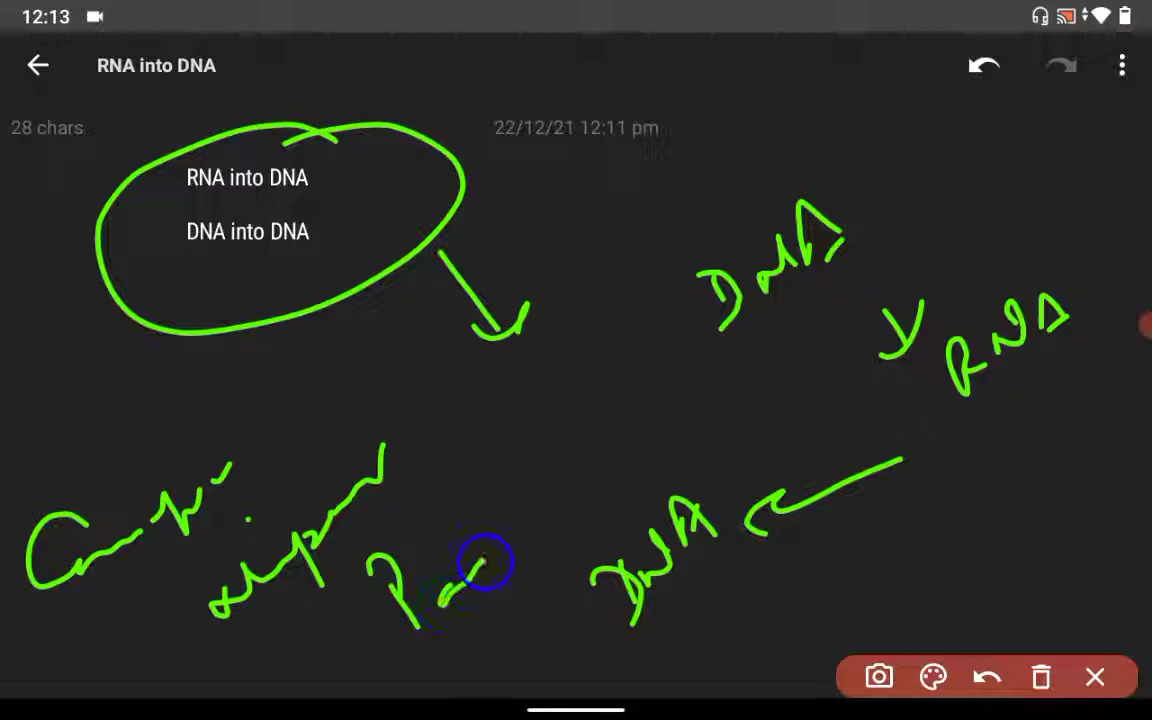 12:13
RNA into DNA
28 chars
22/12/21 12:11 pm
RNA into DNA
DNA into DNA
DNA
RNA
DNA